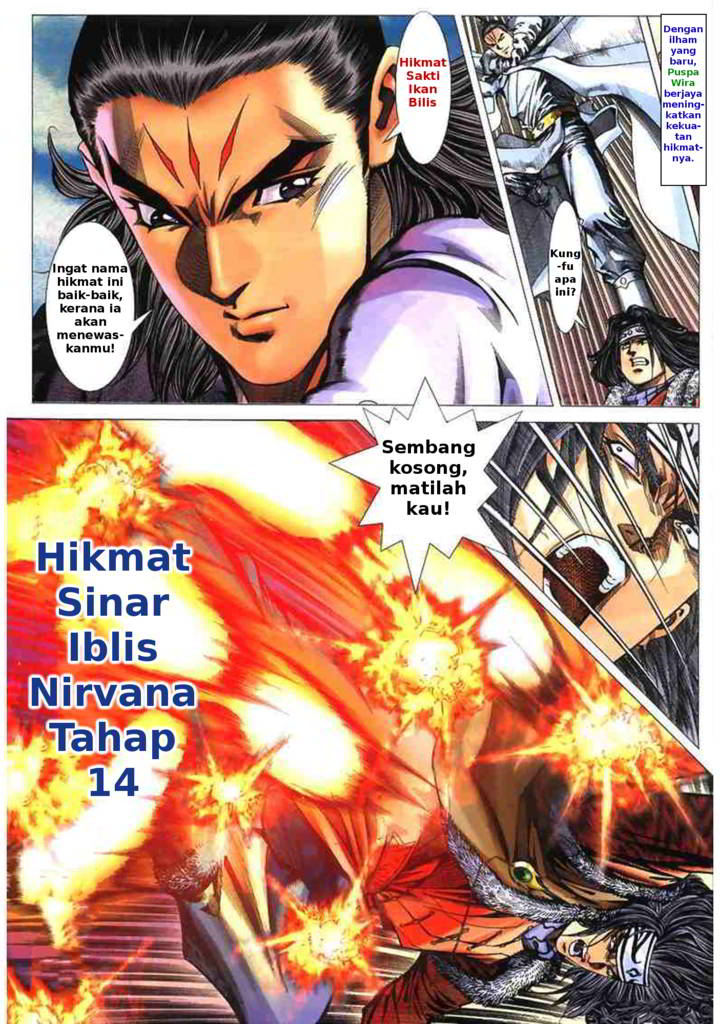 Hikmat
Sakti
Ikan
Bilis
Dengan
ilham
yang
baru,
Puspa
Wira
berjaya
mening-
katkan
kekua-
tan
hikmat-
nya.
Ingat nama
hikmat ini
baik-baik,
kerana ia
akan
menewas-
kanmu!
Kung
-fu
apa
ini?
Sembang
kosong,
matilah
kau!
Hikmat
Sinar
Iblis
Nirvana
Tahap
14